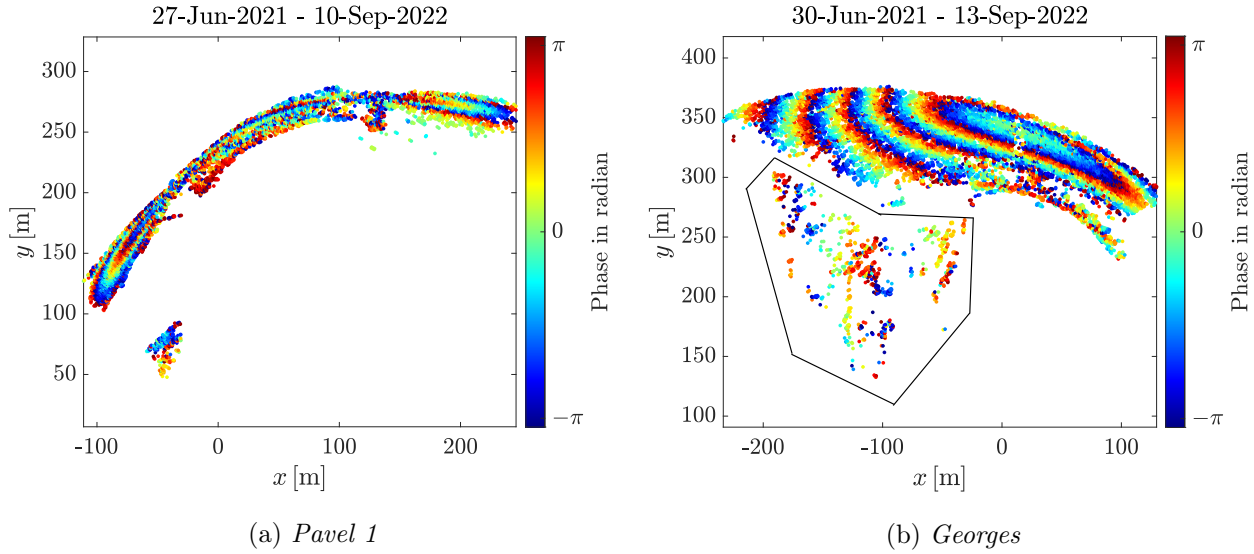 27-Jun-2021 - 10-Sep-2022
300
250
200
150
100
50
y [m]
-100
0
100
200
x [m]
π
0
−π
Phase in radian
(a) Pavel 1
30-Jun-2021 - 13-Sep-2022
400
350
300
250
200
150
100
y [m]
-200
-100
0
100
x [m]
π
0
−π
Phase in radian
(b) Georges